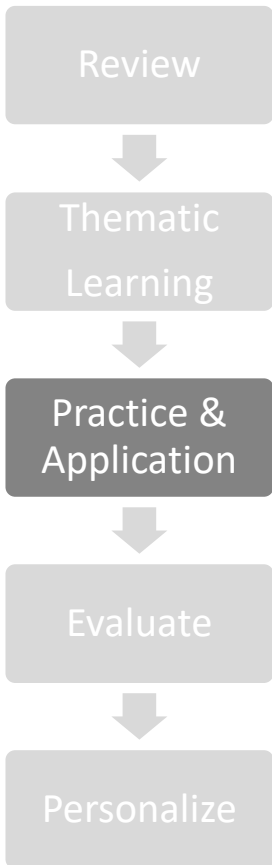 Review
Thematic
Learning
Practice &
Application
Evaluate
Personalize